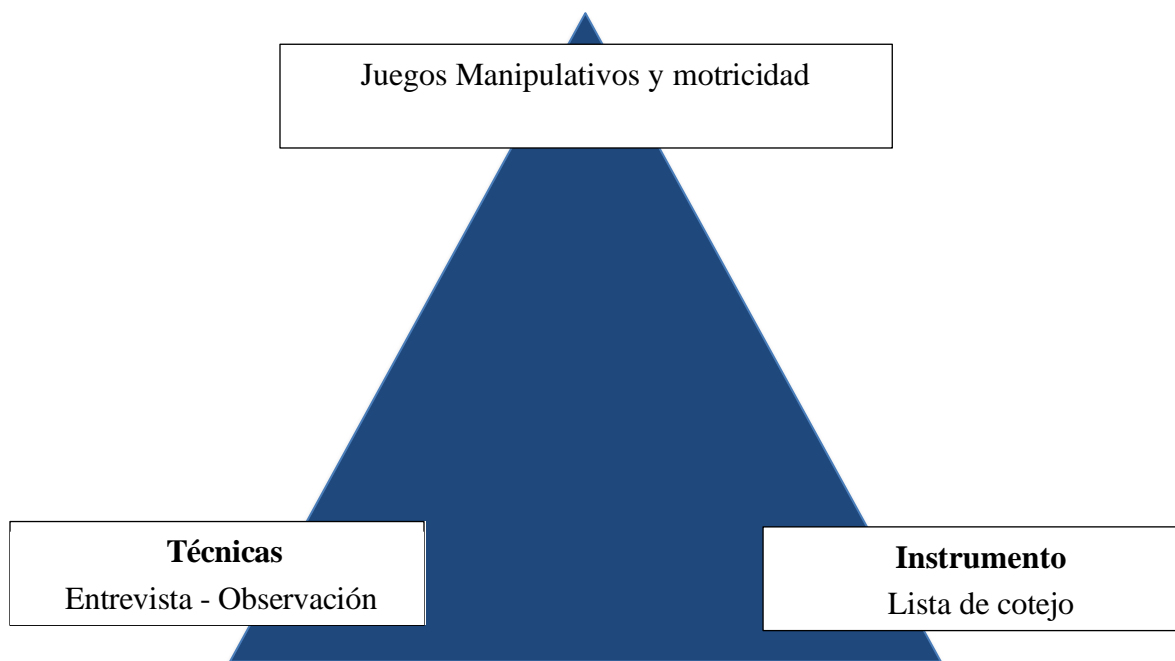 Juegos Manipulativos y motricidad
Técnicas
Entrevista - Observación
Instrumento
Lista de cotejo